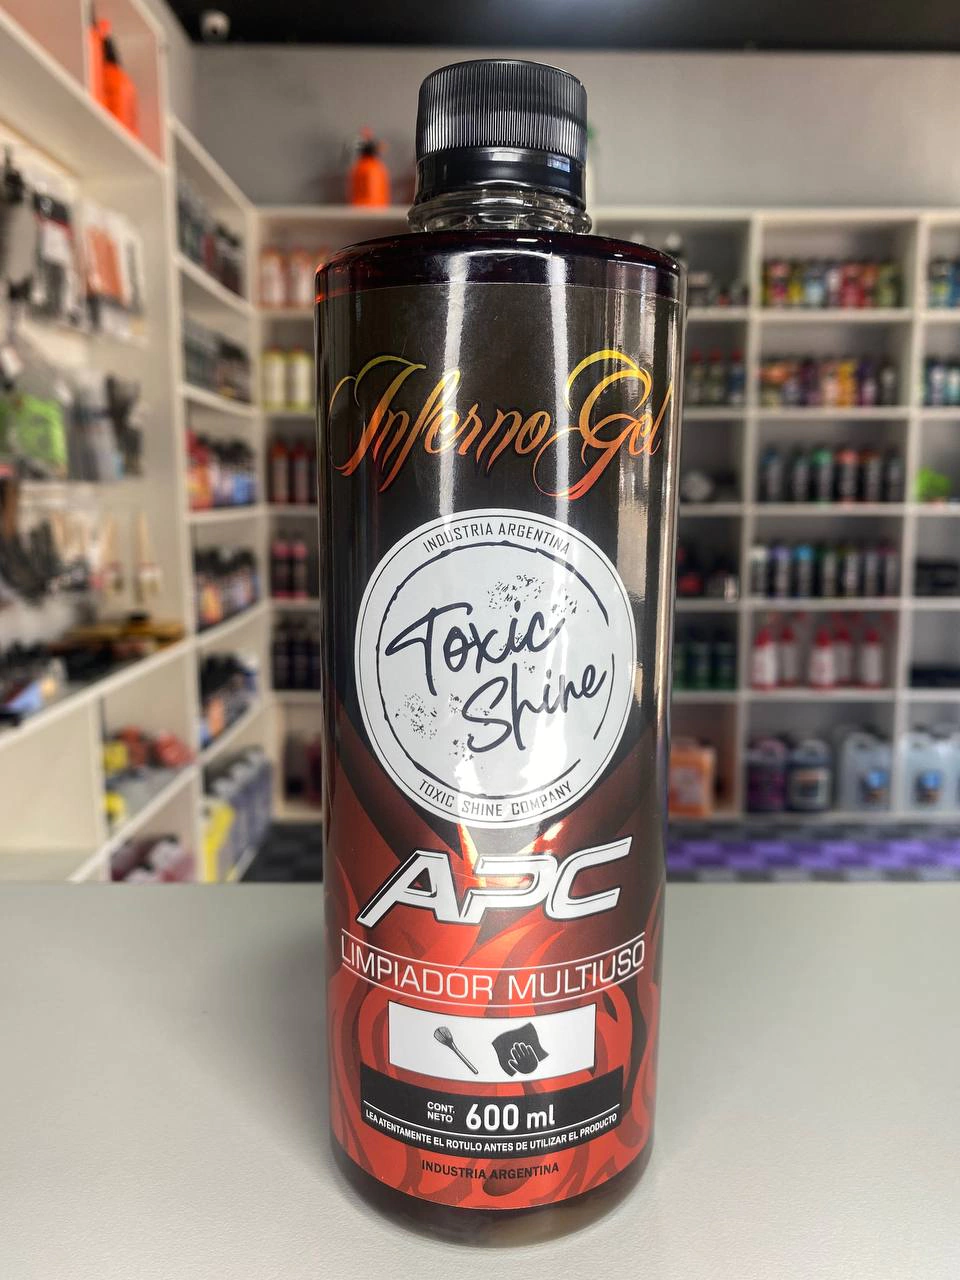 Inferno Gel
INDUSTRIA ARGENTINA
Toxic
Shine
TOXIC SHINE COMPANY
APC
LIMPIADOR MULTIUSO
CONT. NETO 600 ml
LEA ATENTAMENTE EL ROTULO ANTES DE UTILIZAR EL PRODUCTO
INDUSTRIA ARGENTINA